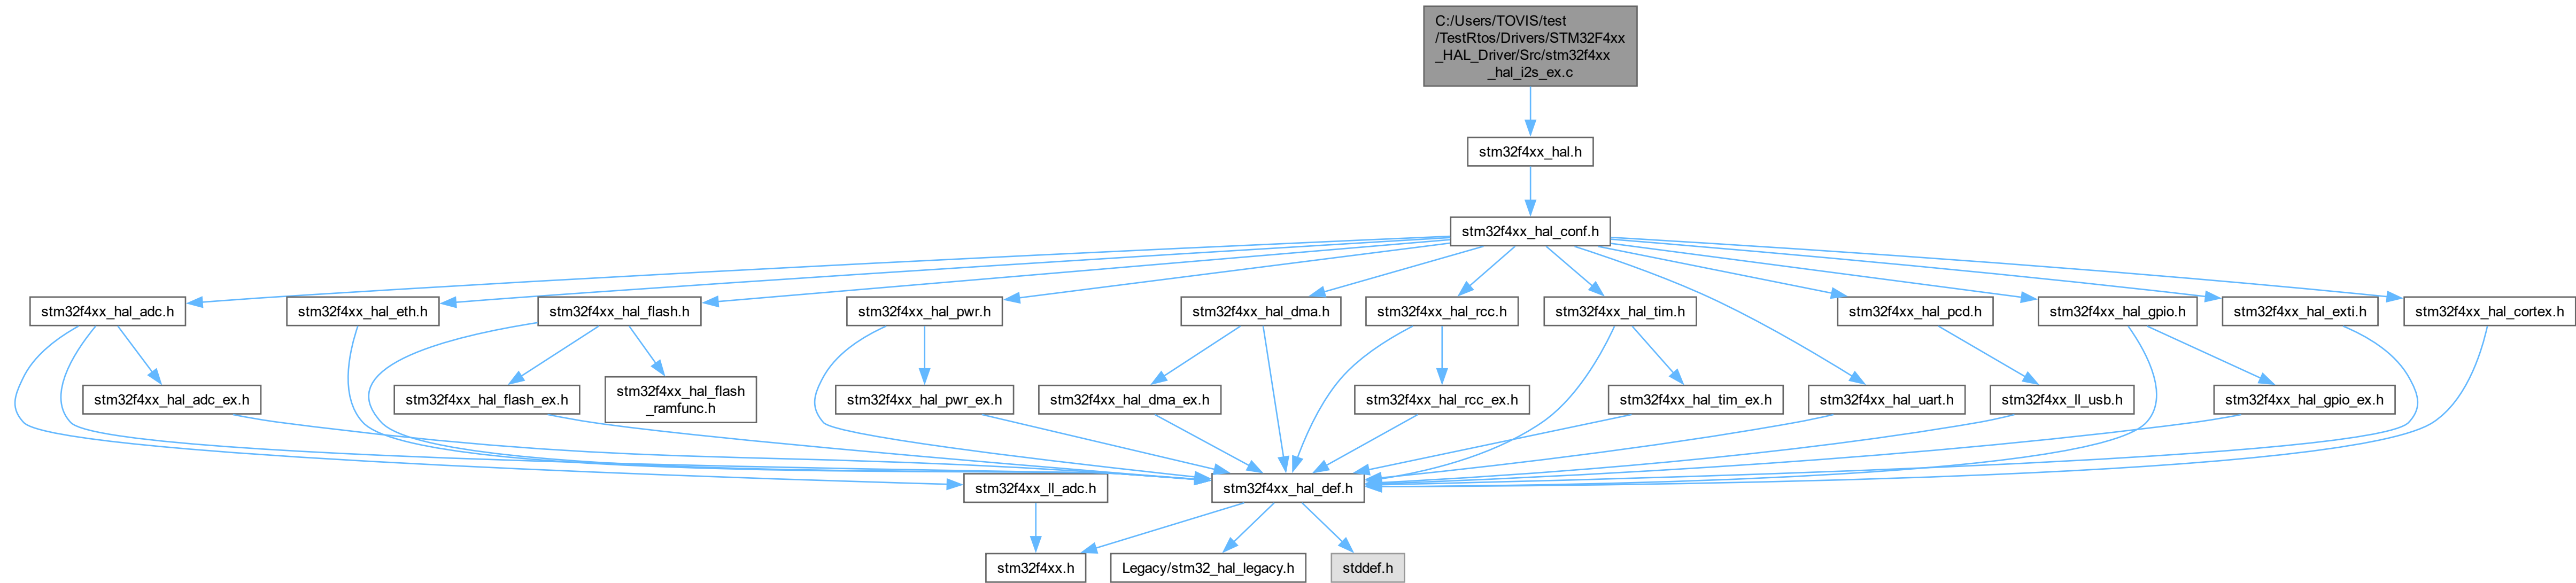 C:/Users/TOVIS/test
/TestRtos/Drivers/STM32F4xx
_HAL_Driver/Src/stm32f4xx
_hal_i2s_ex.c
stm32f4xx_hal.h
stm32f4xx_hal_conf.h
stm32f4xx_hal_adc.h
stm32f4xx_hal_eth.h
stm32f4xx_hal_flash.h
stm32f4xx_hal_pwr.h
stm32f4xx_hal_dma.h
stm32f4xx_hal_rcc.h
stm32f4xx_hal_tim.h
stm32f4xx_hal_pcd.h
stm32f4xx_hal_gpio.h
stm32f4xx_hal_exti.h
stm32f4xx_hal_cortex.h
stm32f4xx_hal_adc_ex.h
stm32f4xx_hal_flash_ex.h
stm32f4xx_hal_flash
_ramfunc.h
stm32f4xx_hal_pwr_ex.h
stm32f4xx_hal_dma_ex.h
stm32f4xx_hal_rcc_ex.h
stm32f4xx_hal_tim_ex.h
stm32f4xx_hal_uart.h
stm32f4xx_ll_usb.h
stm32f4xx_hal_gpio_ex.h
stm32f4xx_ll_adc.h
stm32f4xx_hal_def.h
stm32f4xx.h
Legacy/stm32_hal_legacy.h
stddef.h